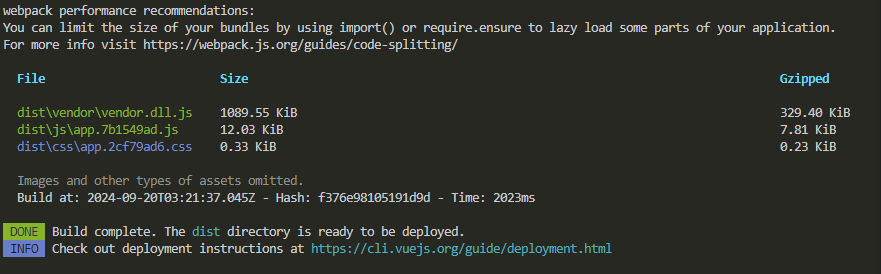 webpack performance recommendations:
You can limit the size of your bundles by using import() or require.ensure to lazy load some parts of your application.
For more info visit https://webpack.js.org/guides/code-splitting/
File Size Gzipped
dist\vendor\vendor.dll.js 1089.55 KiB 329.40 KiB
dist\js\app.7b1549ad.js 12.03 KiB 7.81 KiB
dist\css\app.2cf79ad6.css 0.33 KiB 0.23 KiB
Images and other types of assets omitted.
Build at: 2024-09-20T03:21:37.045Z - Hash: f376e98105191d9d - Time: 2023ms
DONE Build complete. The dist directory is ready to be deployed.
INFO Check out deployment instructions at https://cli.vuejs.org/guide/deployment.html